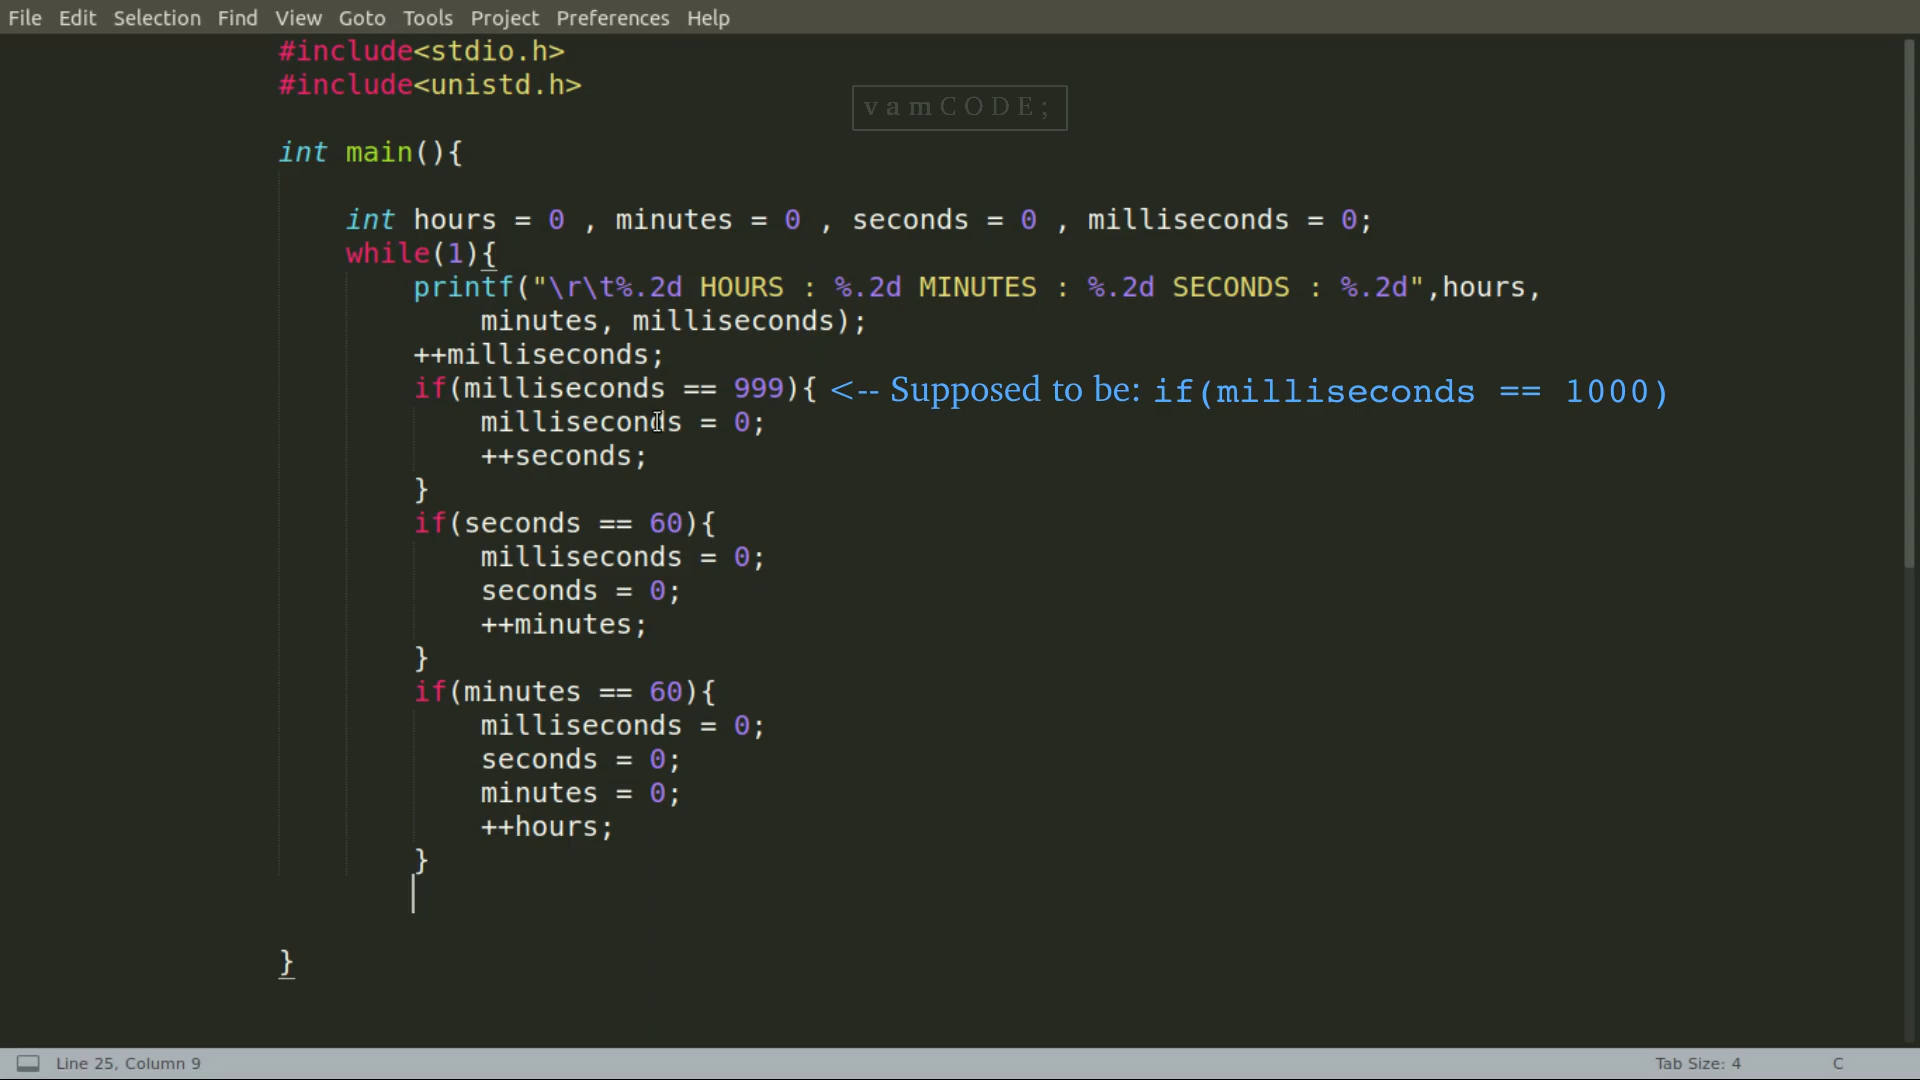 File Edit Selection Find View Goto Tools Project Preferences Help
#include<stdio.h>
#include<unistd.h>
vamCODE;
int main(){
int hours = 0 , minutes = 0 , seconds = 0 , milliseconds = 0;
while(1){
printf("\r\t%.2d HOURS : %.2d MINUTES : %.2d SECONDS : %.2d",hours,
minutes, milliseconds);
++milliseconds;
if(milliseconds == 999){ <-- Supposed to be: if(milliseconds == 1000)
milliseconds = 0;
++seconds;
}
if(seconds == 60){
milliseconds = 0;
seconds = 0;
++minutes;
}
if(minutes == 60){
milliseconds = 0;
seconds = 0;
minutes = 0;
++hours;
}
}
Line 25, Column 9 Tab Size: 4 C